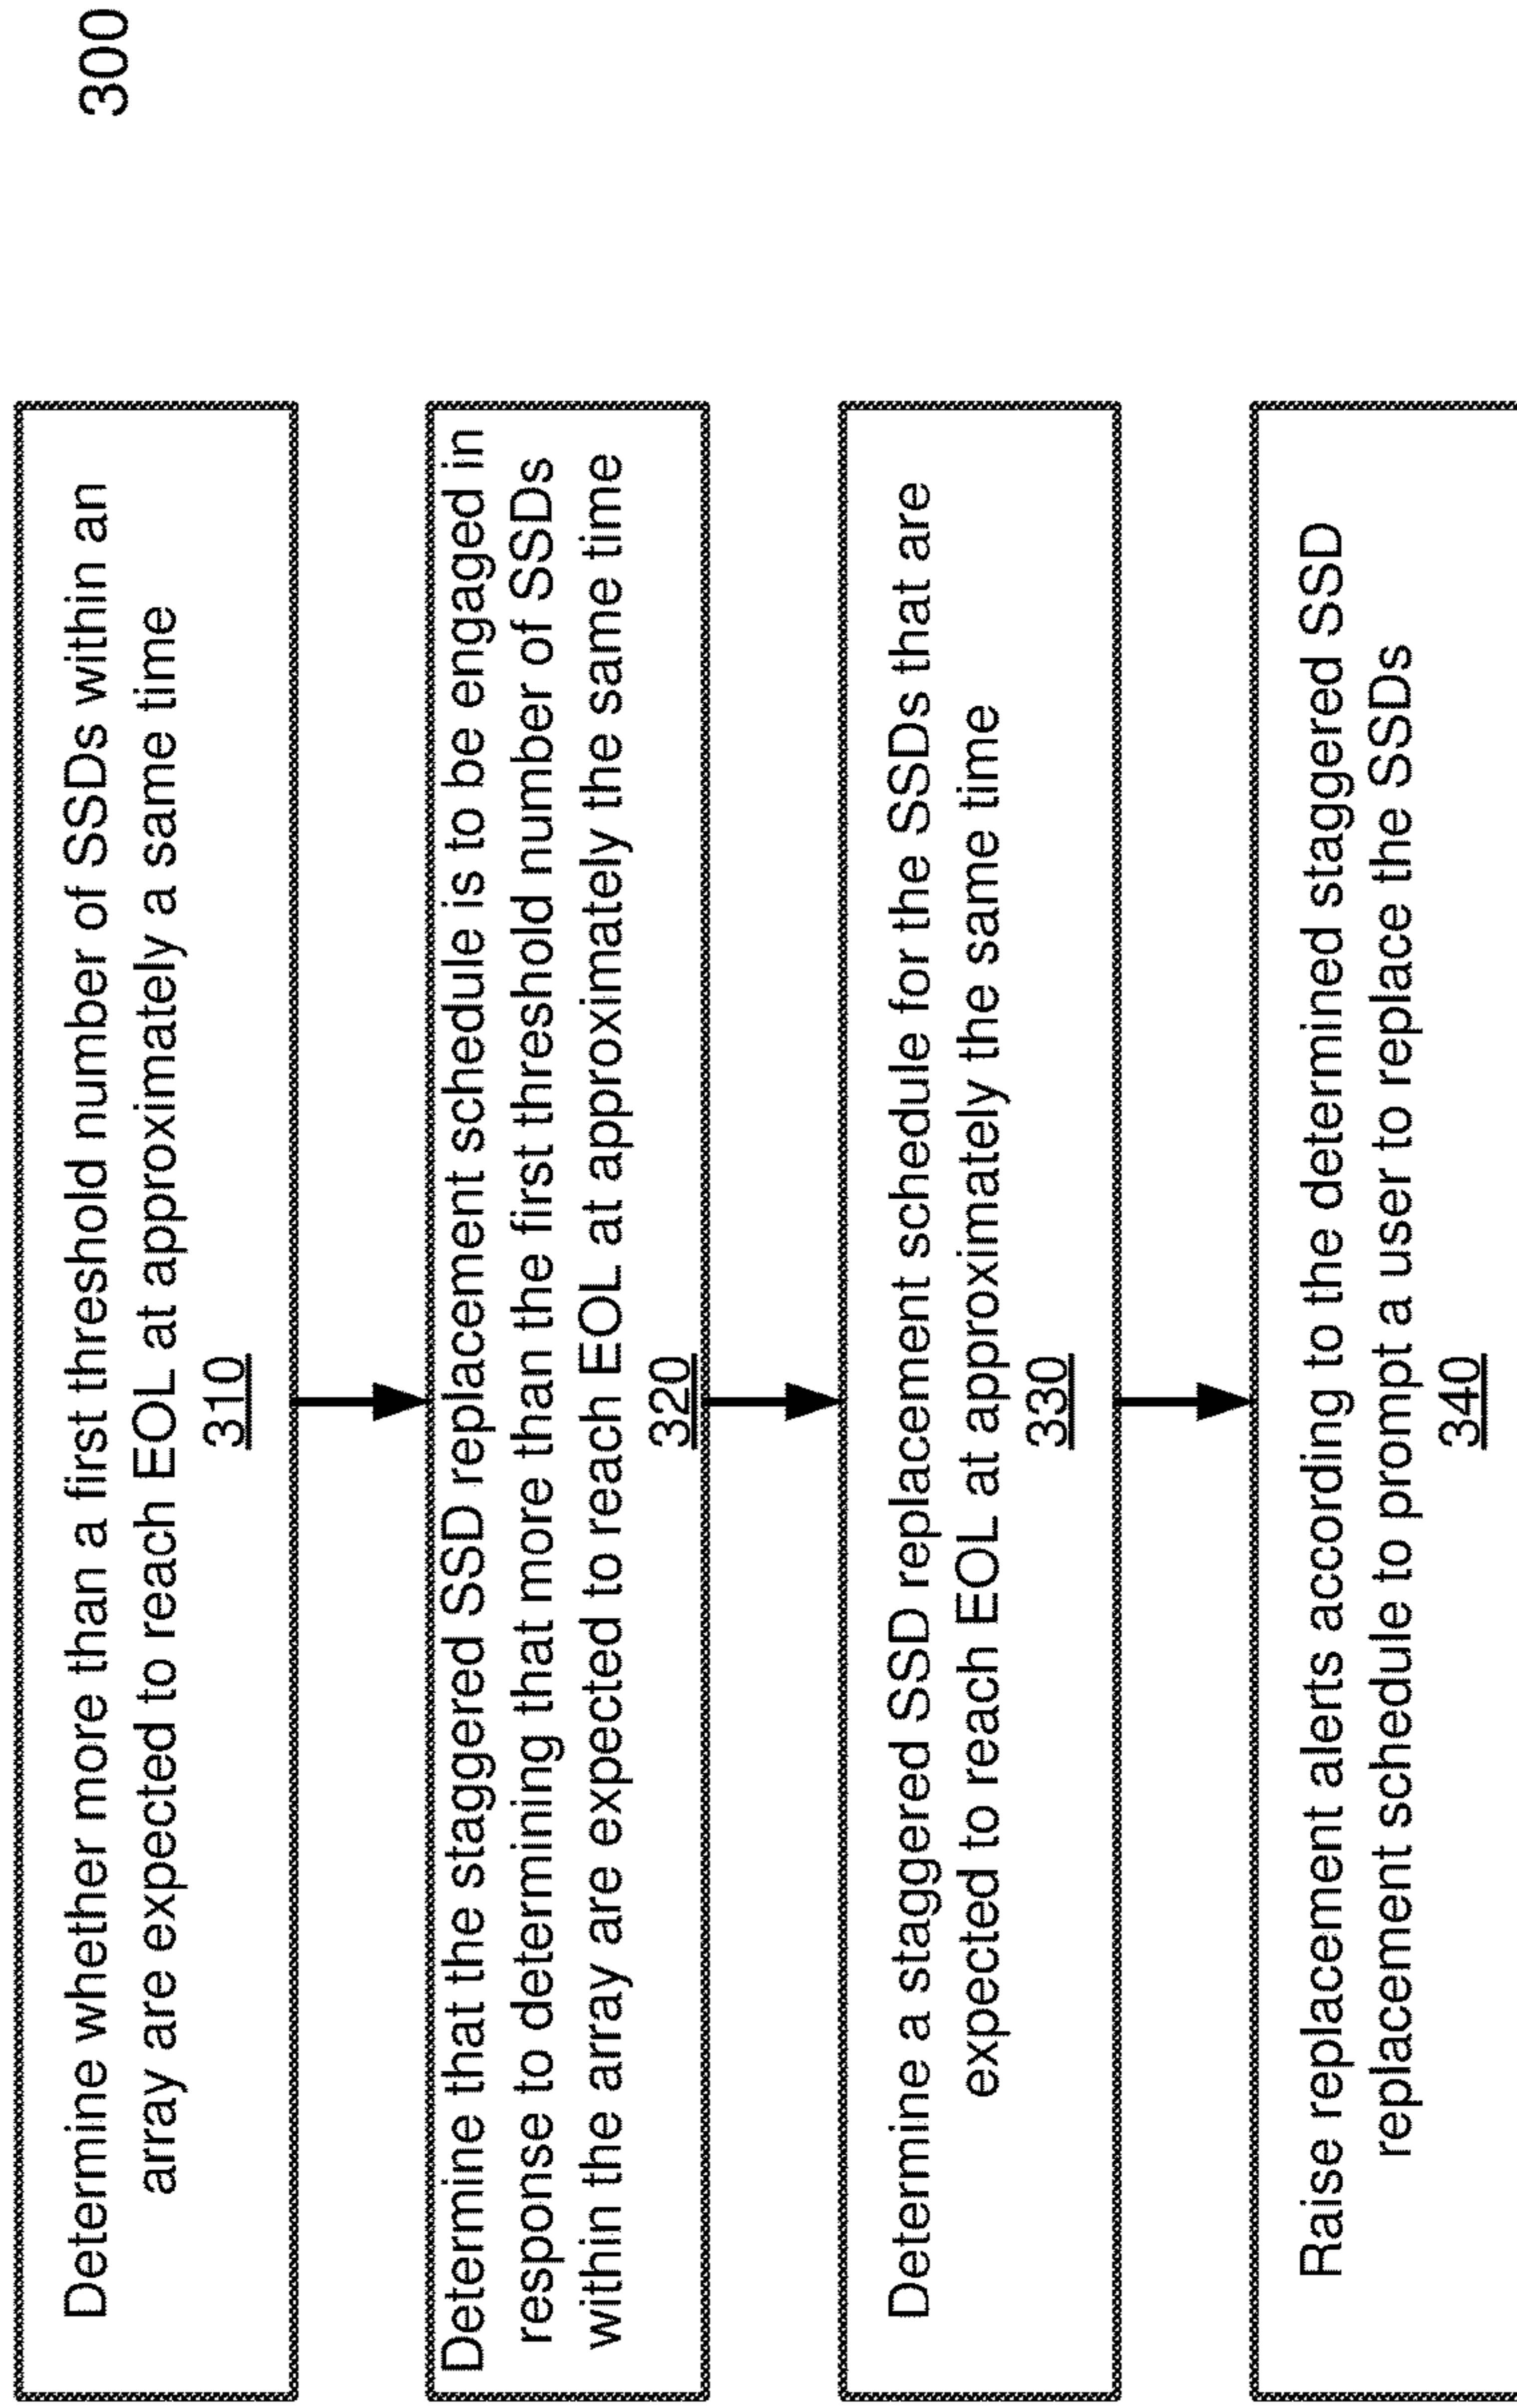 300
Determine whether more than a first threshold number of SSDs within an
array are expected to reach EOL at approximately a same time
310
Determine that the staggered SSD replacement schedule is to be engaged in
response to determining that more than the first threshold number of SSDs
within the array are expected to reach EOL at approximately the same time
320
Determine a staggered SSD replacement schedule for the SSDs that are
expected to reach EOL at approximately the same time
330
Raise replacement alerts according to the determined staggered SSD
replacement schedule to prompt a user to replace the SSDs
340